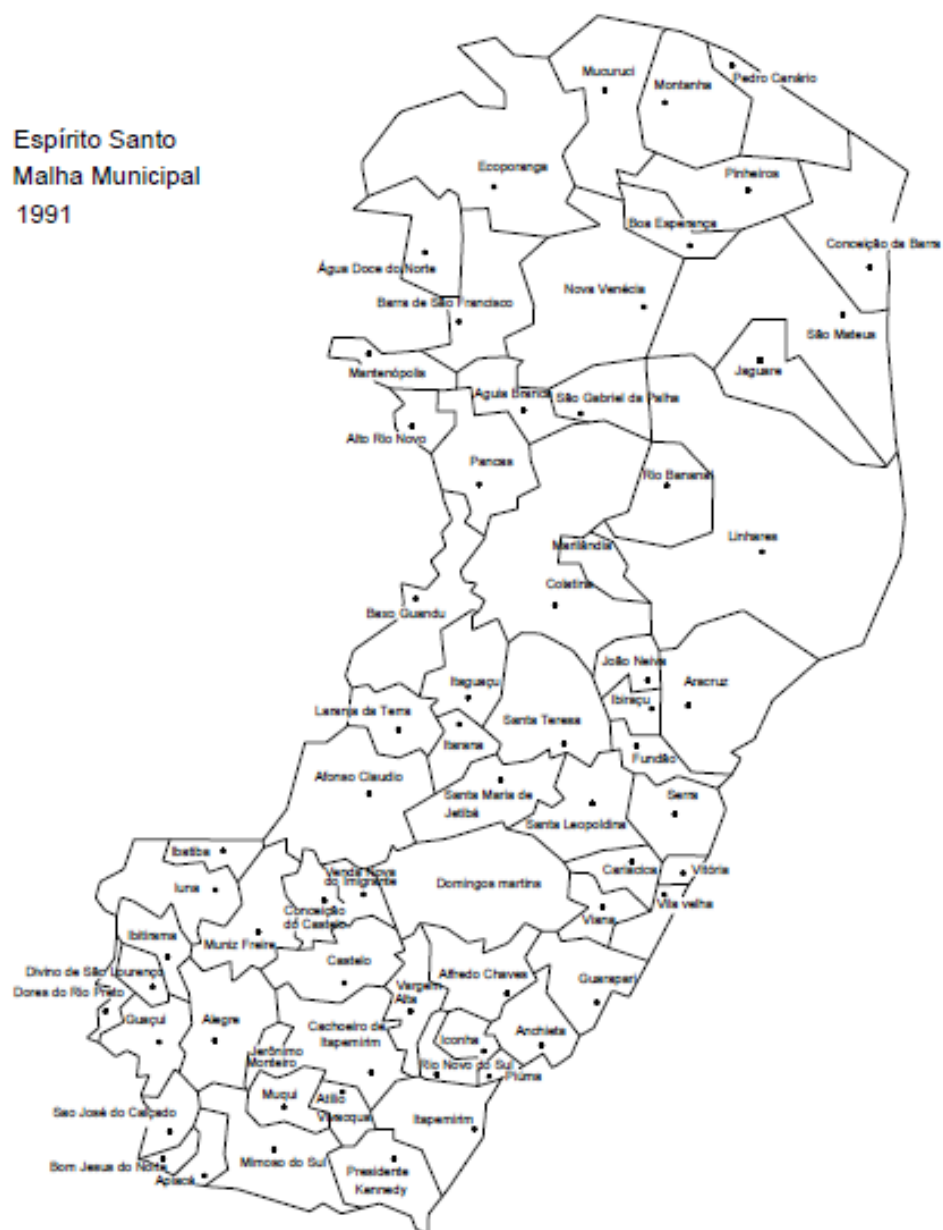 Espírito Santo
Malha Municipal
1991
Mucuruci
Pedro Canário
Montanha
Ecoporanga
Pinheiros
Boa Esperança
Conceição da Barra
Água Doce do Norte
Nova Venécia
Barra de São Francisco
São Mateus
Mantenópolis
Jaguare
Aguia Branca
São Gabriel da Palha
Alto Rio Novo
Pancas
Rio Bananal
Linhares
Marilândia
Colatina
Baixo Guandu
João Neiva
Aracruz
Itaguaçu
Ibiraçu
Laranja da Terra
Santa Teresa
Itarana
Fundão
Afonso Claudio
Santa Maria de
Jetibá
Serra
Santa Leopoldina
Ibatiba
Iuna
Venda Nova
do Imigrante
Domingos martins
Cariacica
Vitória
Vila velha
Conceição
do Castelo
Viana
Ibitirama
Muniz Freire
Castelo
Divino de São Lourenço
Dores do Rio Preto
Alfredo Chaves
Guarapari
Vargem
Alta
Guaçuí
Alegre
Cachoeiro de
Itapemirim
Iconha
Anchieta
Jerônimo
Monteiro
Rio Novo do Sul
Piúma
Muqui
Atílio
Vivacqua
Sao José do Calçado
Itapemirim
Bom Jesus do Norte
Mimoso do Sul
Apiacá
Presidente
Kennedy